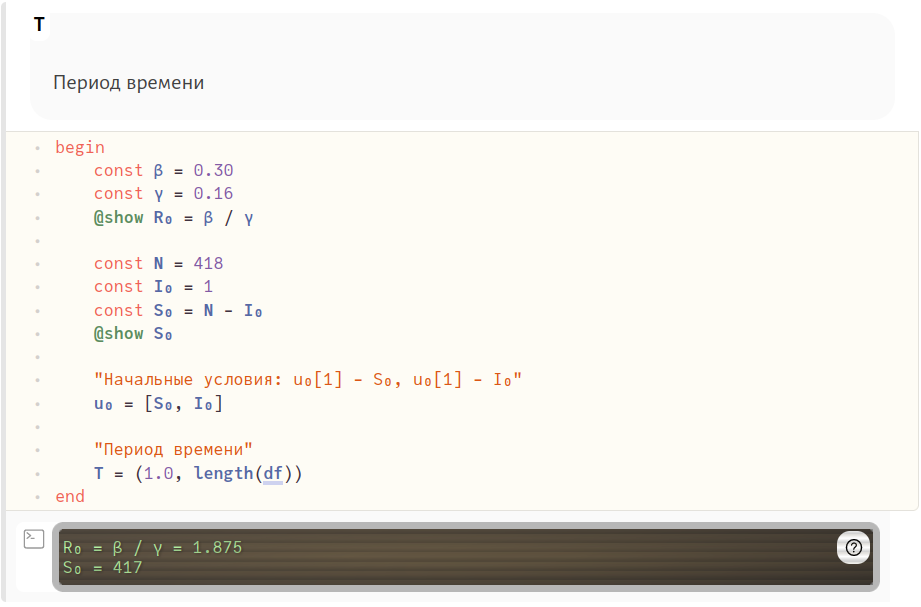 T
Период времени
begin
const β = 0.30
const γ = 0.16
@show R₀ = β / γ
const N = 418
const I₀ = 1
const S₀ = N - I₀
@show S₀
"Начальные условия: u₀[1] - S₀, u₀[1] - I₀"
u₀ = [S₀, I₀]
"Период времени"
T = (1.0, length(df))
end
R₀ = β / γ = 1.875
S₀ = 417